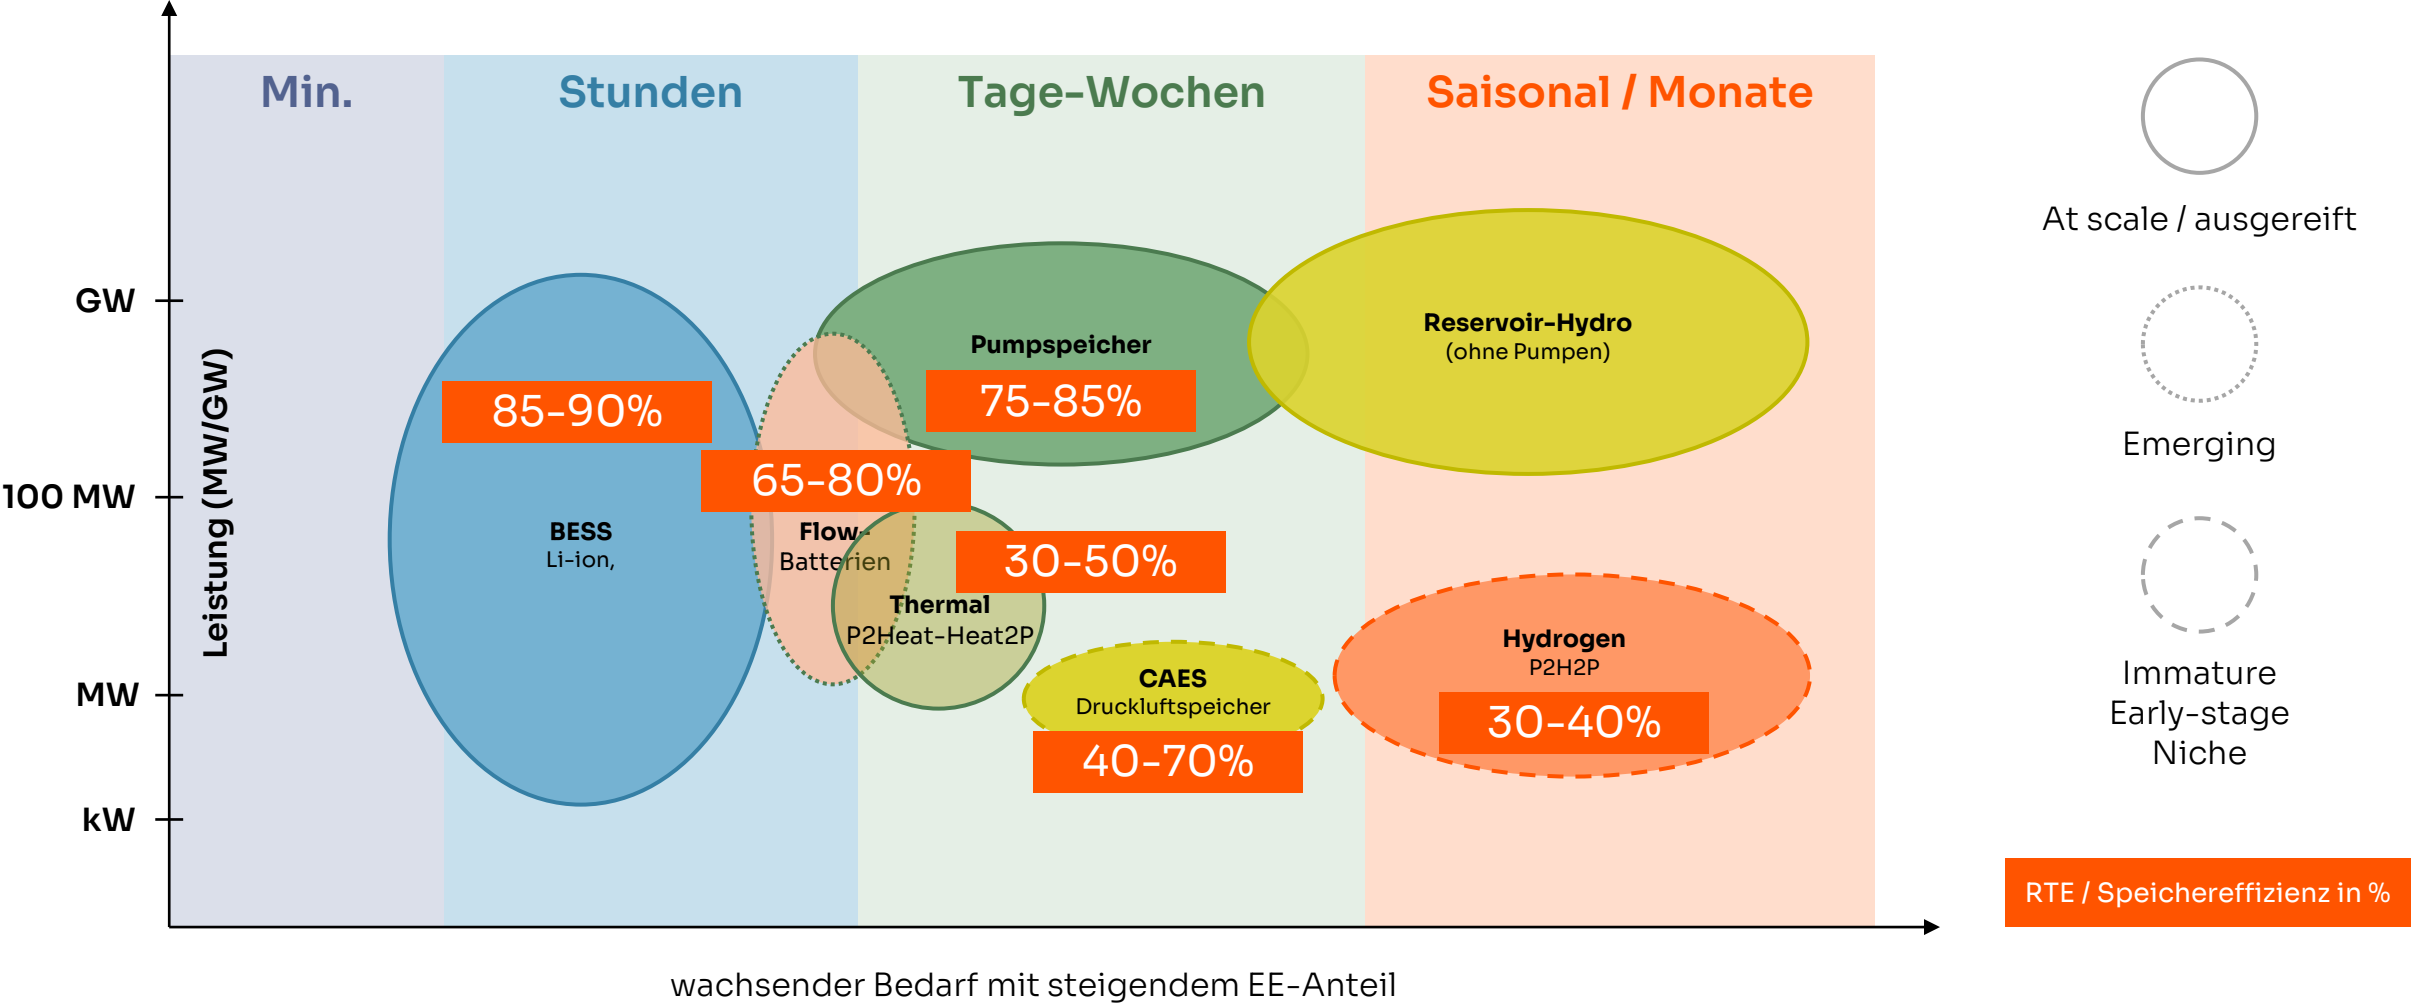 Min.
Stunden
Tage-Wochen
Saisonal / Monate
GW
100 MW
MW
kW
Leistung (MW/GW)
85-90%
BESS
Li-ion,
65-80%
Flow-
Batterien
Pumpspeicher
75-85%
Reservoir-Hydro
(ohne Pumpen)
30-50%
Thermal
P2Heat-Heat2P
CAES
Druckluftspeicher
40-70%
Hydrogen
P2H2P
30-40%
wachsender Bedarf mit steigendem EE-Anteil
At scale / ausgereift
Emerging
Immature
Early-stage
Niche
RTE / Speichereffizienz in %